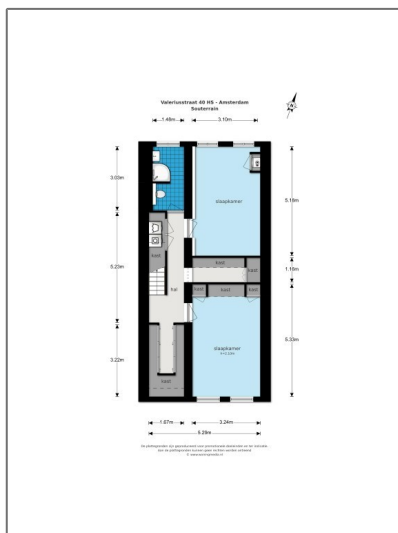 Valeriusstraat 40 HS - Amsterdam
Souterrain
1.48m
3.10m
3.03m
slaapkamer
5.18m
kast
5.23m
kast
kast
1.10m
hal
kast
kast
kast
slaapkamer
5.33m
3.22m
kast
1.87m
3.24m
5.29m